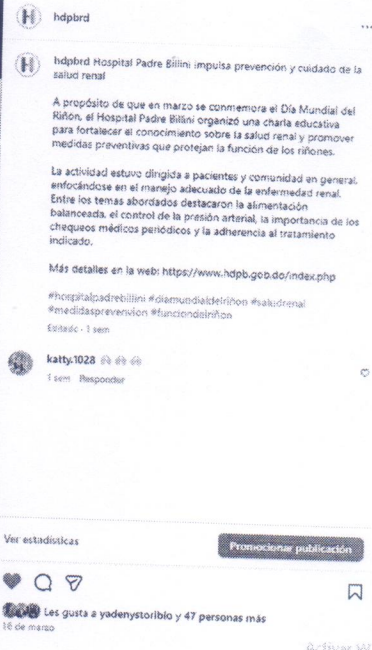 hdpbrd
hdpbrd Hospital Padre Billini impulsa prevención y cuidado de la
salud renal
A propósito de que en marzo se conmemora el Día Mundial del
Riñón, el Hospital Padre Billini organizó una charla educativa
para fortalecer el conocimiento sobre la salud renal y promover
medidas preventivas que protejan la función de los riñones.
La actividad estuvo dirigida a pacientes y comunidad en general,
enfocándose en el manejo adecuado de la enfermedad renal.
Entre los temas abordados destacaron la alimentación
balanceada, el control de la presión arterial, la importancia de los
chequeos médicos periódicos y la adherencia al tratamiento
indicado.
Más detalles en la web: https://www.hdpb.gob.do/index.php
#hospitalpadrebillini #diamundialdelriñon #saludrenal
#medidasprevenvion #funciondelriñon
Editado · 1 sem
katty.1028
1 sem Responder
Ver estadísticas
Promocionar publicación
Les gusta a yadenystoribio y 47 personas más
16 de marzo
Activar W